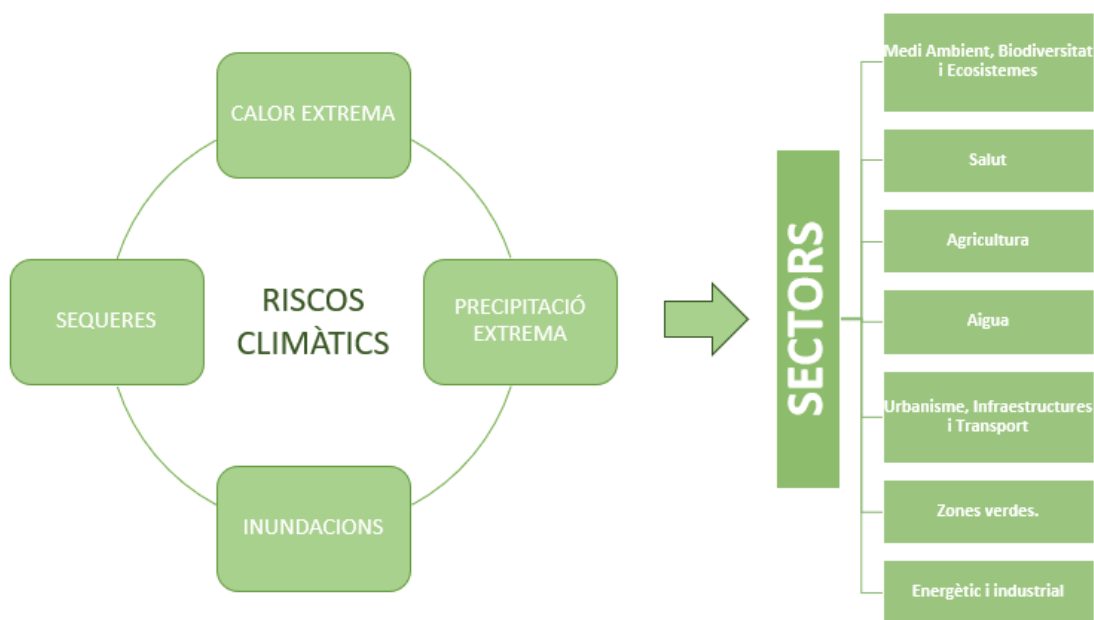 CALOR EXTREMA
SEQUERES
RISCOS
CLIMÀTICS
PRECIPITACIÓ
EXTREMA
INUNDACIONS
SECTORS
Medi Ambient, Biodiversitat
i Ecosistemes
Salut
Agricultura
Aigua
Urbanisme, Infraestructures
i Transport
Zones verdes.
Energètic i industrial